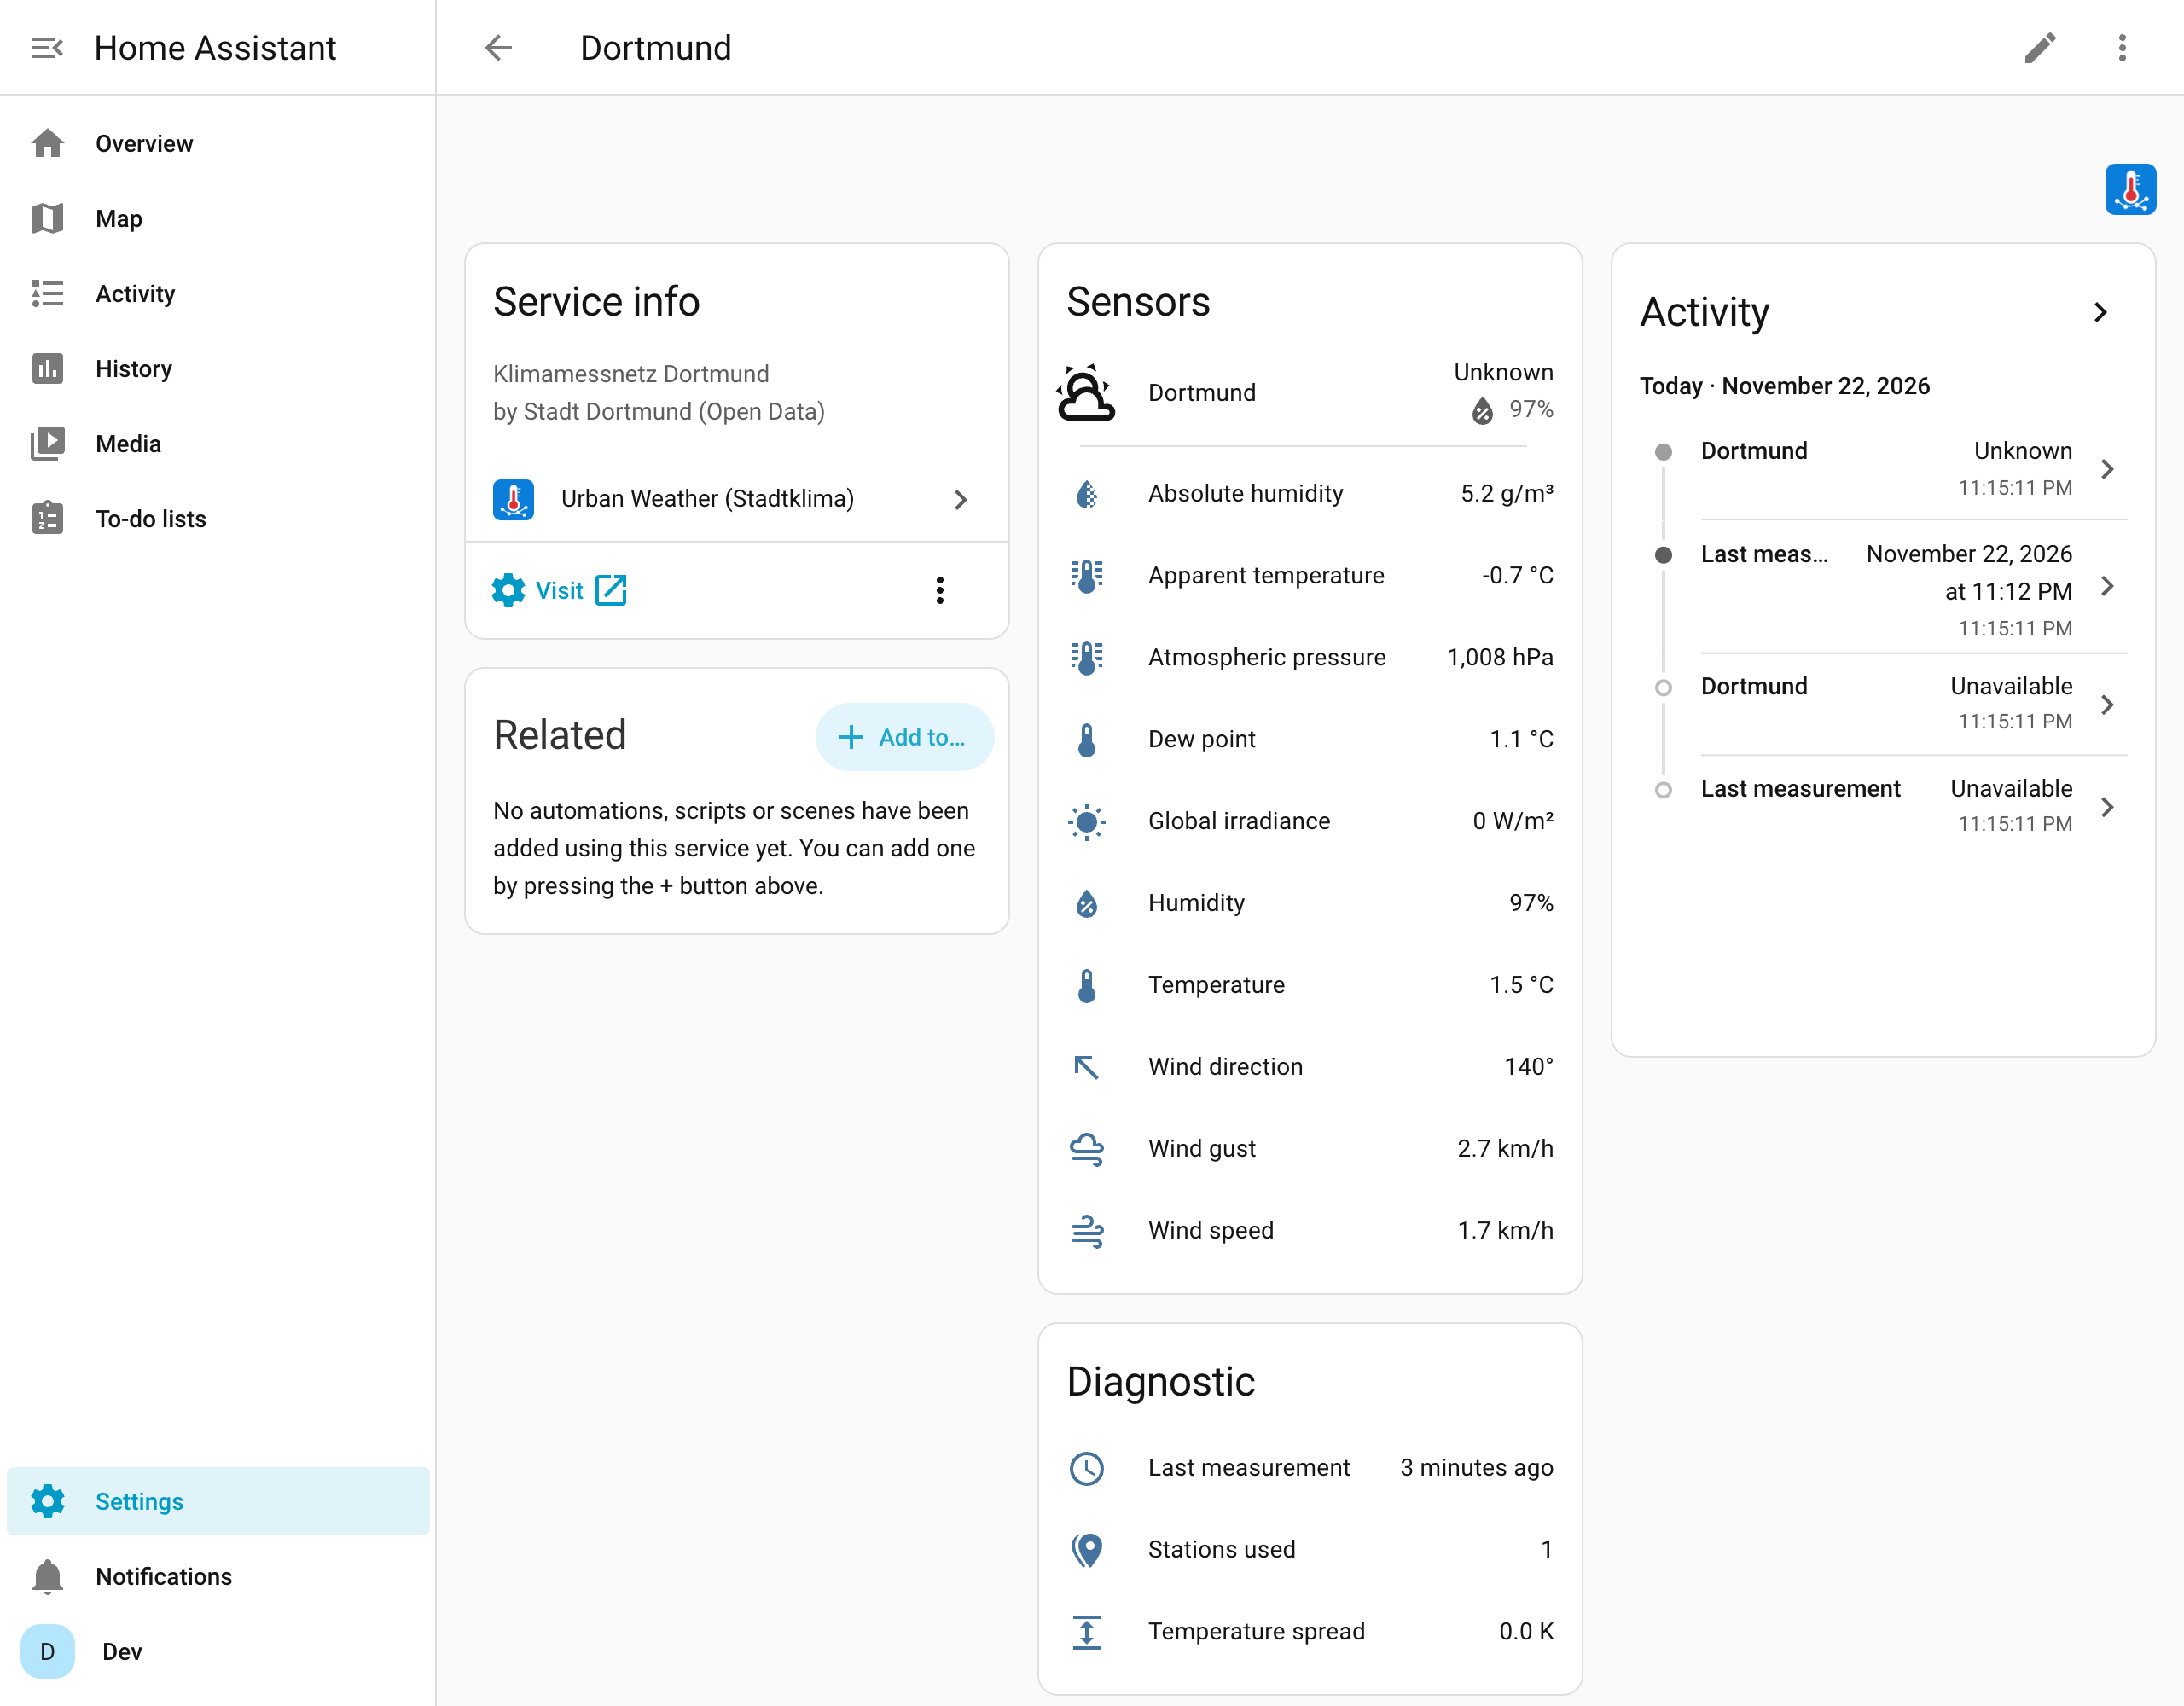 Home Assistant
Overview
Map
Activity
History
Media
To-do lists
Settings
Notifications
D Dev
Dortmund
Service info
Klimamessnetz Dortmund
by Stadt Dortmund (Open Data)
Urban Weather (Stadtklima)
Visit
Related
Add to...
No automations, scripts or scenes have been
added using this service yet. You can add one
by pressing the + button above.
Sensors
Dortmund Unknown
97%
Absolute humidity 5.2 g/m³
Apparent temperature -0.7 °C
Atmospheric pressure 1,008 hPa
Dew point 1.1 °C
Global irradiance 0 W/m²
Humidity 97%
Temperature 1.5 °C
Wind direction 140°
Wind gust 2.7 km/h
Wind speed 1.7 km/h
Diagnostic
Last measurement 3 minutes ago
Stations used 1
Temperature spread 0.0 K
Activity
Today · November 22, 2026
Dortmund Unknown
11:15:11 PM
Last meas... November 22, 2026
at 11:12 PM
11:15:11 PM
Dortmund Unavailable
11:15:11 PM
Last measurement Unavailable
11:15:11 PM